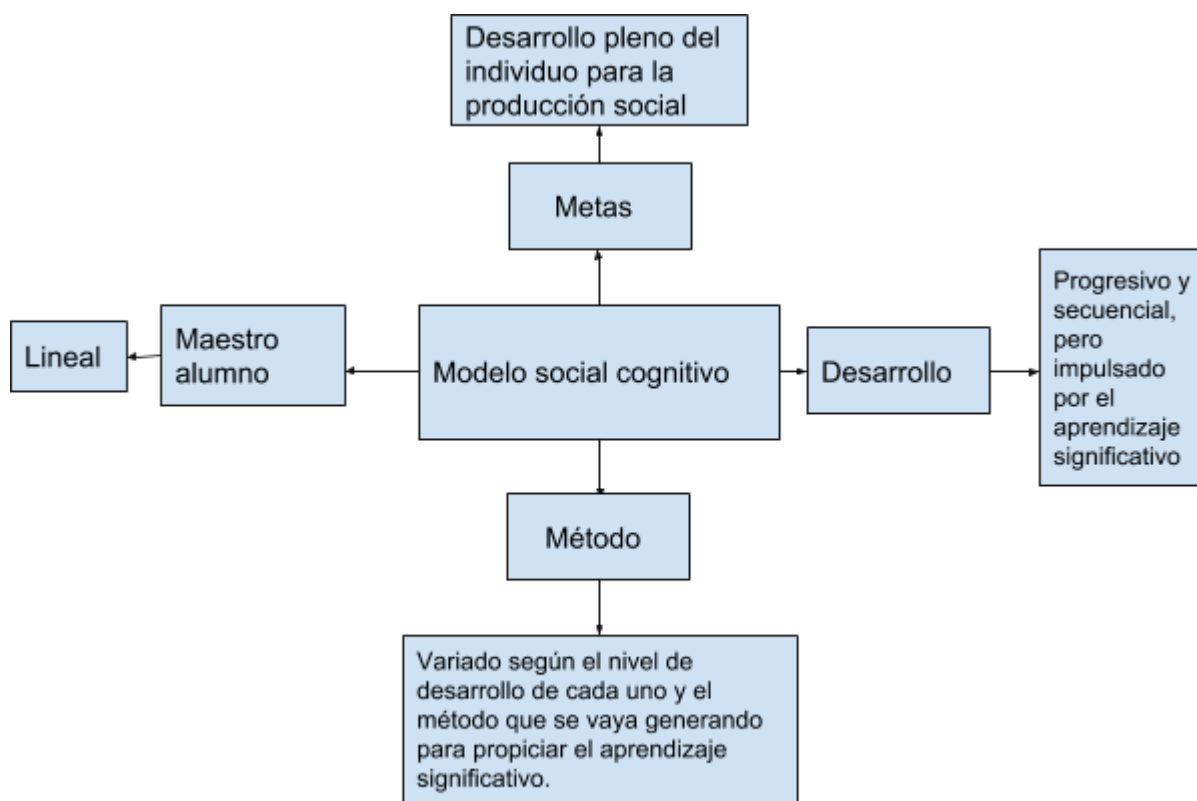 Desarrollo pleno del
individuo para la
producción social
Metas
Lineal
Maestro
alumno
Modelo social cognitivo
Desarrollo
Progresivo y
secuencial,
pero
impulsado
por el
aprendizaje
significativo
Método
Variado según el nivel de
desarrollo de cada uno y el
método que se vaya generando
para propiciar el aprendizaje
significativo.